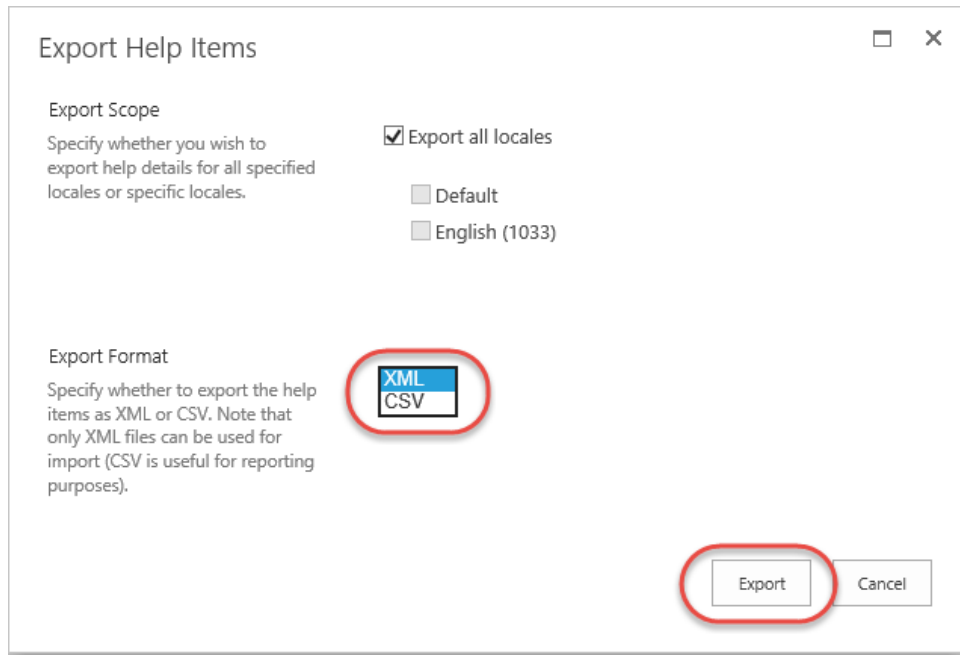 Export Help Items
Export Scope
Specify whether you wish to
export help details for all specified
locales or specific locales.
Export all locales
Default
English (1033)
Export Format
Specify whether to export the help
items as XML or CSV. Note that
only XML files can be used for
import (CSV is useful for reporting
purposes).
XML
CSV
Export
Cancel